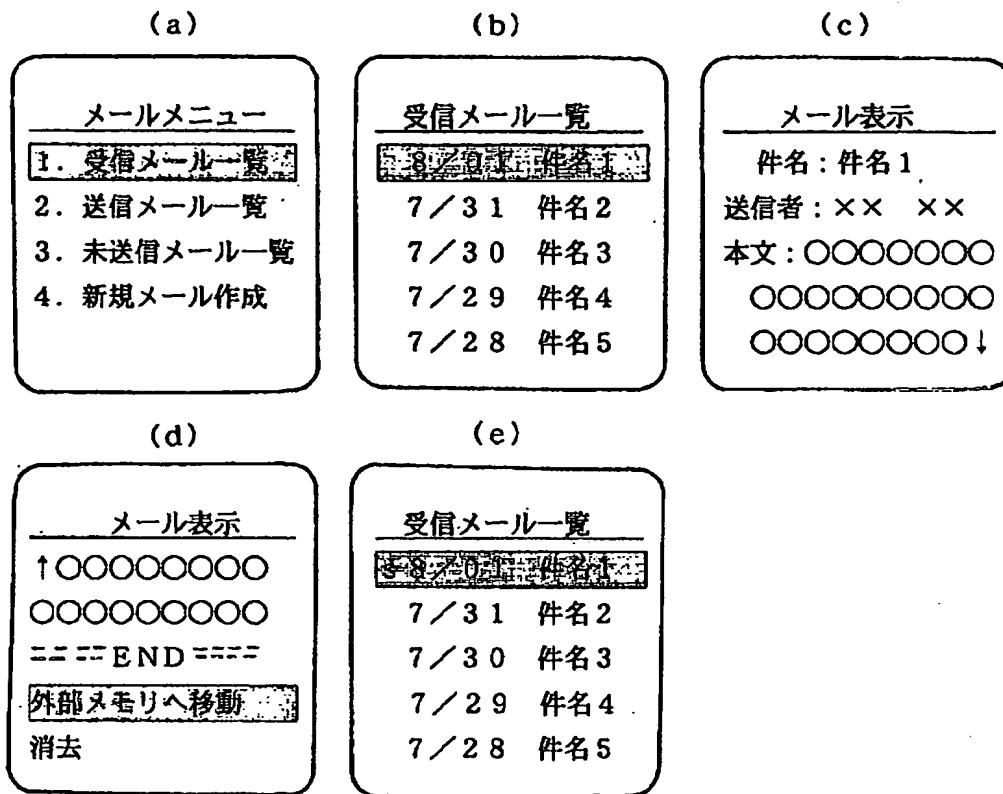 (a)
メールメニュー
1. 受信メール一覧
2. 送信メール一覧
3. 未送信メール一覧
4. 新規メール作成
(b)
受信メール一覧
8/01 件名1
7/31 件名2
7/30 件名3
7/29 件名4
7/28 件名5
(c)
メール表示
件名：件名1
送信者：×× ××
本文：○○○○○○○
○○○○○○○○○
○○○○○○○○↓
(d)
メール表示
↑○○○○○○○○
○○○○○○○○○
====END====
外部メモリへ移動
消去
(e)
受信メール一覧
8/01 件名1
7/31 件名2
7/30 件名3
7/29 件名4
7/28 件名5